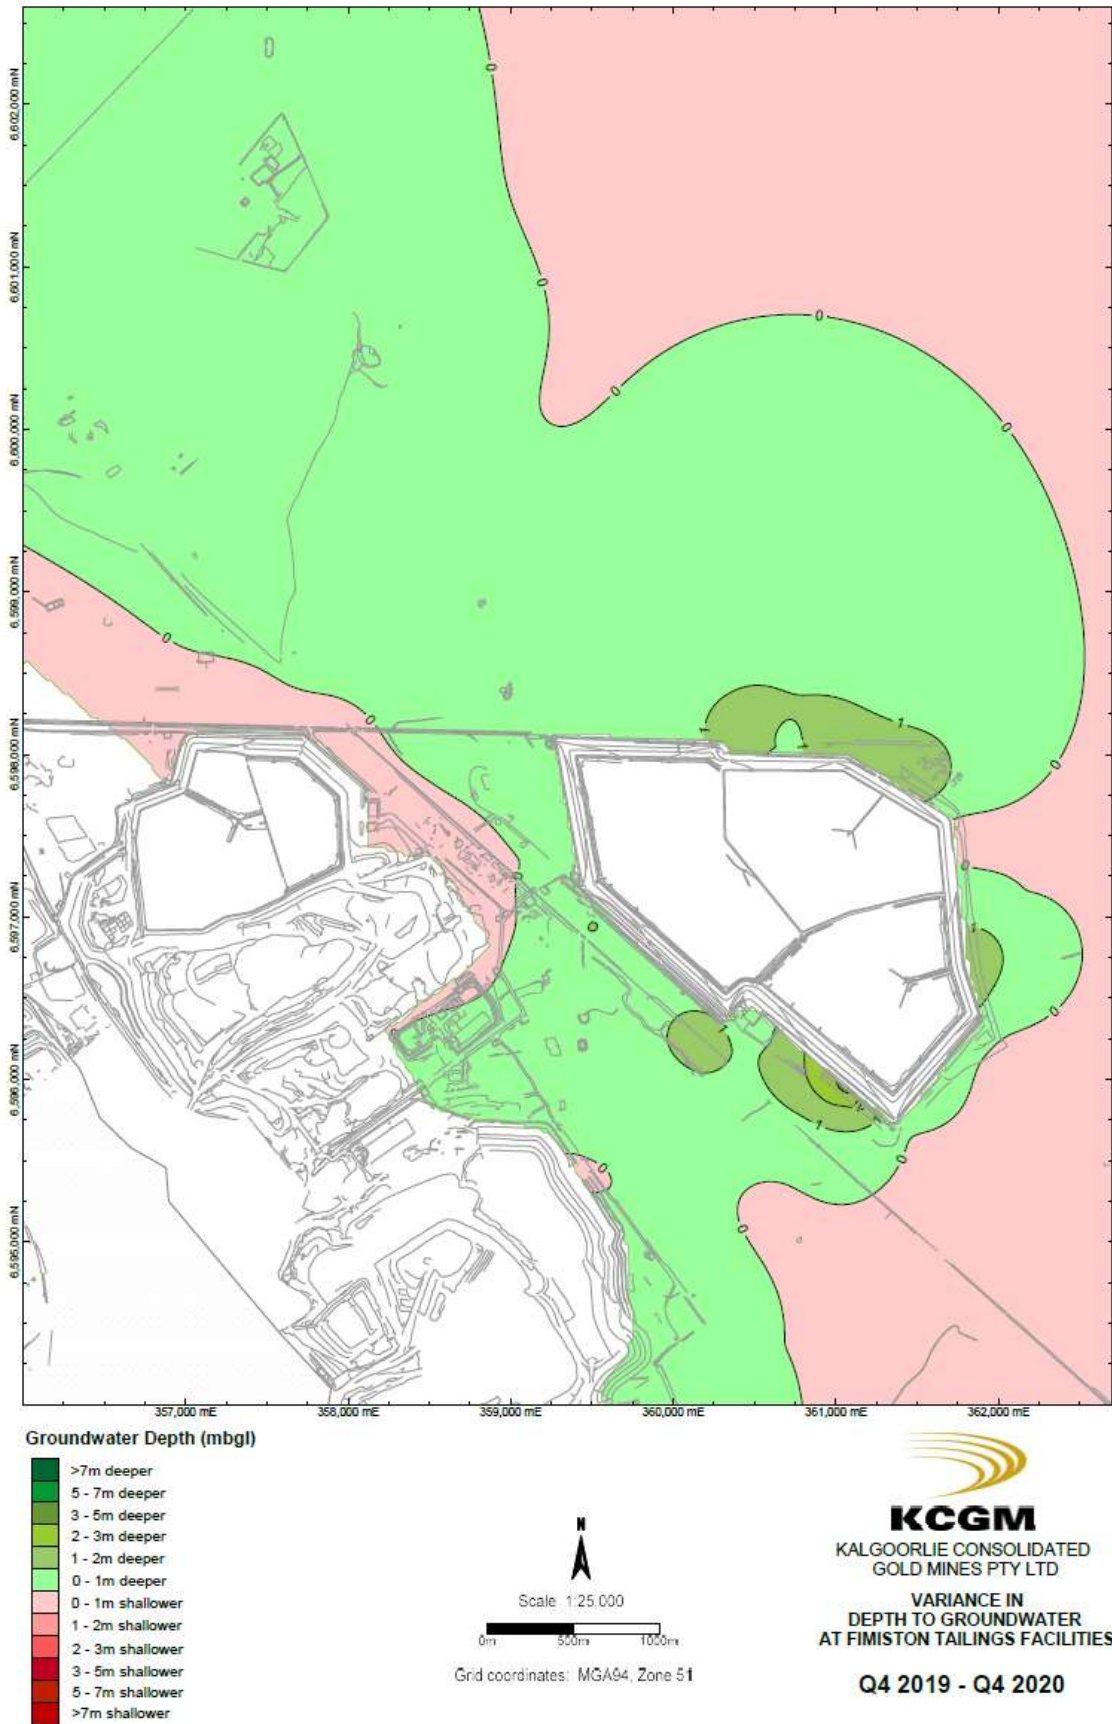 6,602,000 mN
6,601,000 mN
6,600,000 mN
6,599,000 mN
6,598,000 mN
6,597,000 mN
6,596,000 mN
6,595,000 mN
0
0
0
0
0
0
0
1
1
1
0
0
0
1
0
1
1
0
0
0
357,000 mE
358,000 mE
359,000 mE
360,000 mE
361,000 mE
362,000 mE
Groundwater Depth (mbgl)
>7m deeper
5 - 7m deeper
3 - 5m deeper
2 - 3m deeper
1 - 2m deeper
0 - 1m deeper
0 - 1m shallower
1 - 2m shallower
2 - 3m shallower
3 - 5m shallower
5 - 7m shallower
>7m shallower
N
Scale 1:25,000
0m 500m 1000m
Grid coordinates: MGA94, Zone 51
KCGM
KALGOORLIE CONSOLIDATED
GOLD MINES PTY LTD
VARIANCE IN
DEPTH TO GROUNDWATER
AT FIMISTON TAILINGS FACILITIES
Q4 2019 - Q4 2020